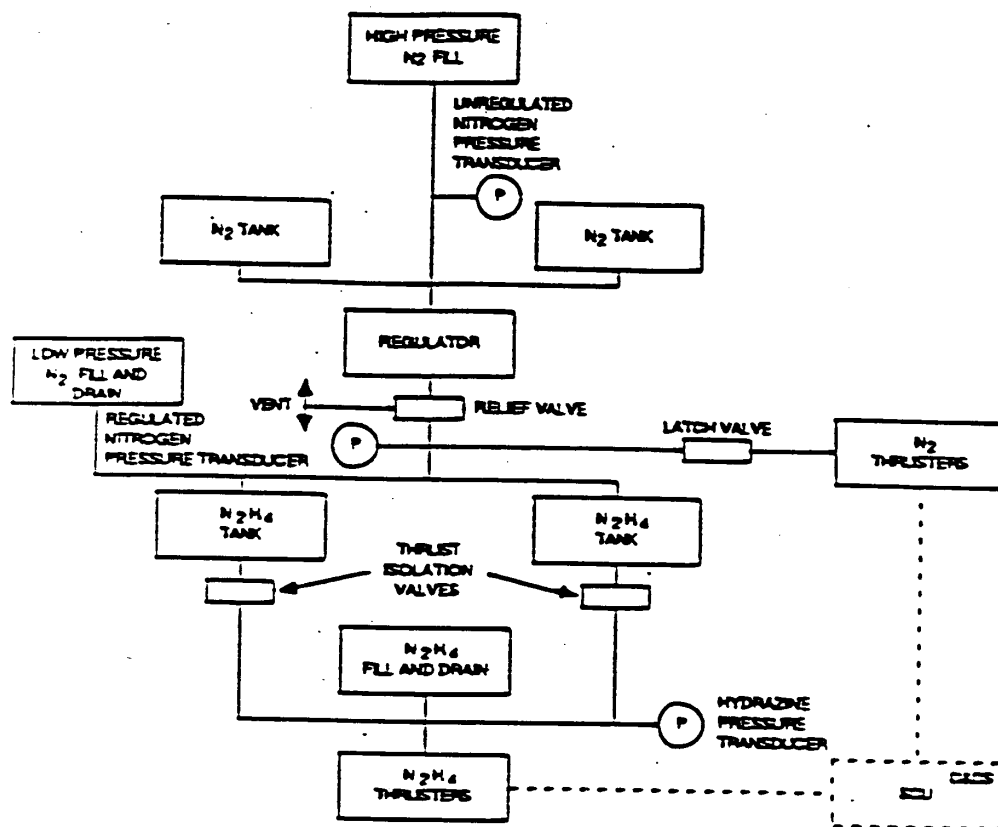 HIGH PRESSURE
N2 FILL
UNREGULATED
NITROGEN
PRESSURE
TRANSDUCER
P
N2 TANK
N2 TANK
REGULATOR
LOW PRESSURE
N2 FILL AND
DRAIN
VENT
RELIEF VALVE
REGULATED
NITROGEN
PRESSURE TRANSDUCER
P
LATCH VALVE
N2
THRUSTERS
N2H4
TANK
N2H4
TANK
THRUST
ISOLATION
VALVES
N2H4
FILL AND DRAIN
P
HYDRAZINE
PRESSURE
TRANSDUCER
N2H4
THRUSTERS